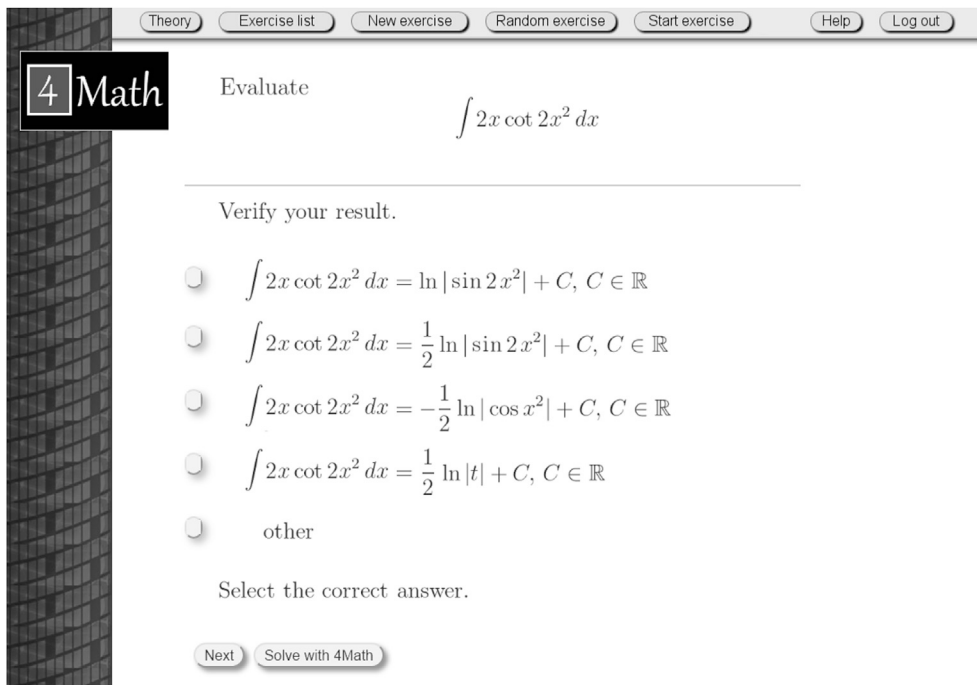 Theory Exercise list New exercise Random exercise Start exercise Help Log out
4 Math
Evaluate
∫ 2x cot 2x² dx
Verify your result.
∫ 2x cot 2x² dx = ln | sin 2x²| + C, C ∈ ℝ
∫ 2x cot 2x² dx = 1/2 ln | sin 2x²| + C, C ∈ ℝ
∫ 2x cot 2x² dx = −1/2 ln | cos x²| + C, C ∈ ℝ
∫ 2x cot 2x² dx = 1/2 ln |t| + C, C ∈ ℝ
other
Select the correct answer.
Next Solve with 4Math